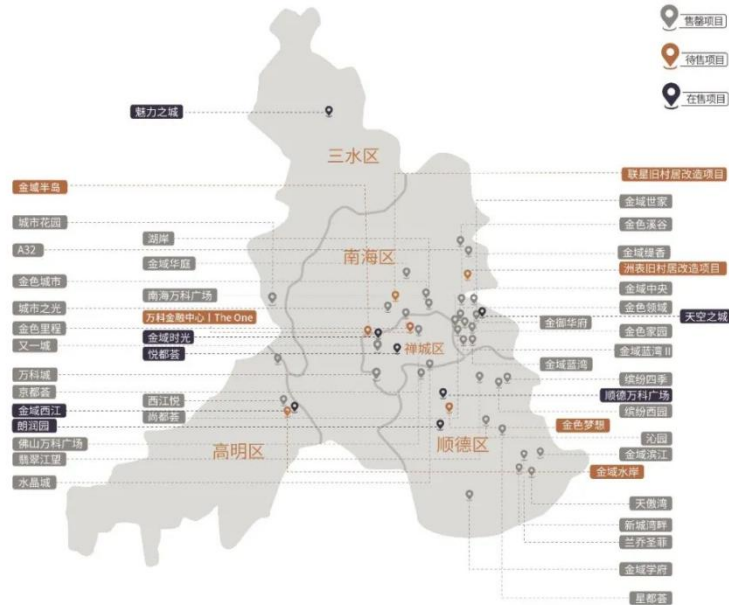 售罄项目
待售项目
在售项目
魅力之城
三水区
金域半岛
联星旧村居改造项目
金域世家
城市花园
金色溪谷
湖岸
南海区
A32
金域缇香
金域华庭
洲表旧村居改造项目
金色城市
金域中央
南海万科广场
城市之光
金色领域
万科金融中心丨The One
天空之城
金御华府
金色里程
金色家园
金域时光
又一城
禅城区
金域蓝湾 II
悦都荟
金域蓝湾
万科城
缤纷四季
京都荟
西江悦
顺德万科广场
金域西江
缤纷西园
尚都荟
朗润园
金色梦想
佛山万科广场
顺德区
沁园
高明区
翡翠江望
金域滨江
金域水岸
水晶城
天傲湾
新城湾畔
兰乔圣菲
金域学府
星都荟